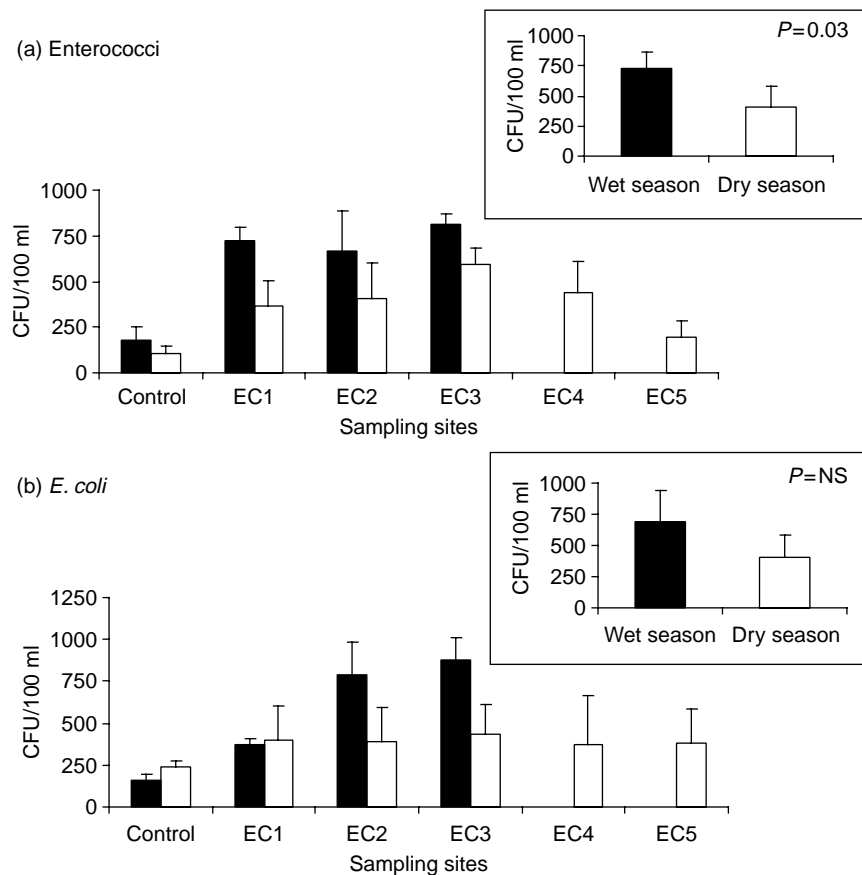 (a) Enterococci
P=0.03
CFU/100 ml
1000
750
500
250
0
Wet season Dry season
CFU/100 ml
1000
750
500
250
0
Control EC1 EC2 EC3 EC4 EC5
Sampling sites
(b) E. coli
P=NS
CFU/100 ml
1000
750
500
250
0
Wet season Dry season
CFU/100 ml
1250
1000
750
500
250
0
Control EC1 EC2 EC3 EC4 EC5
Sampling sites